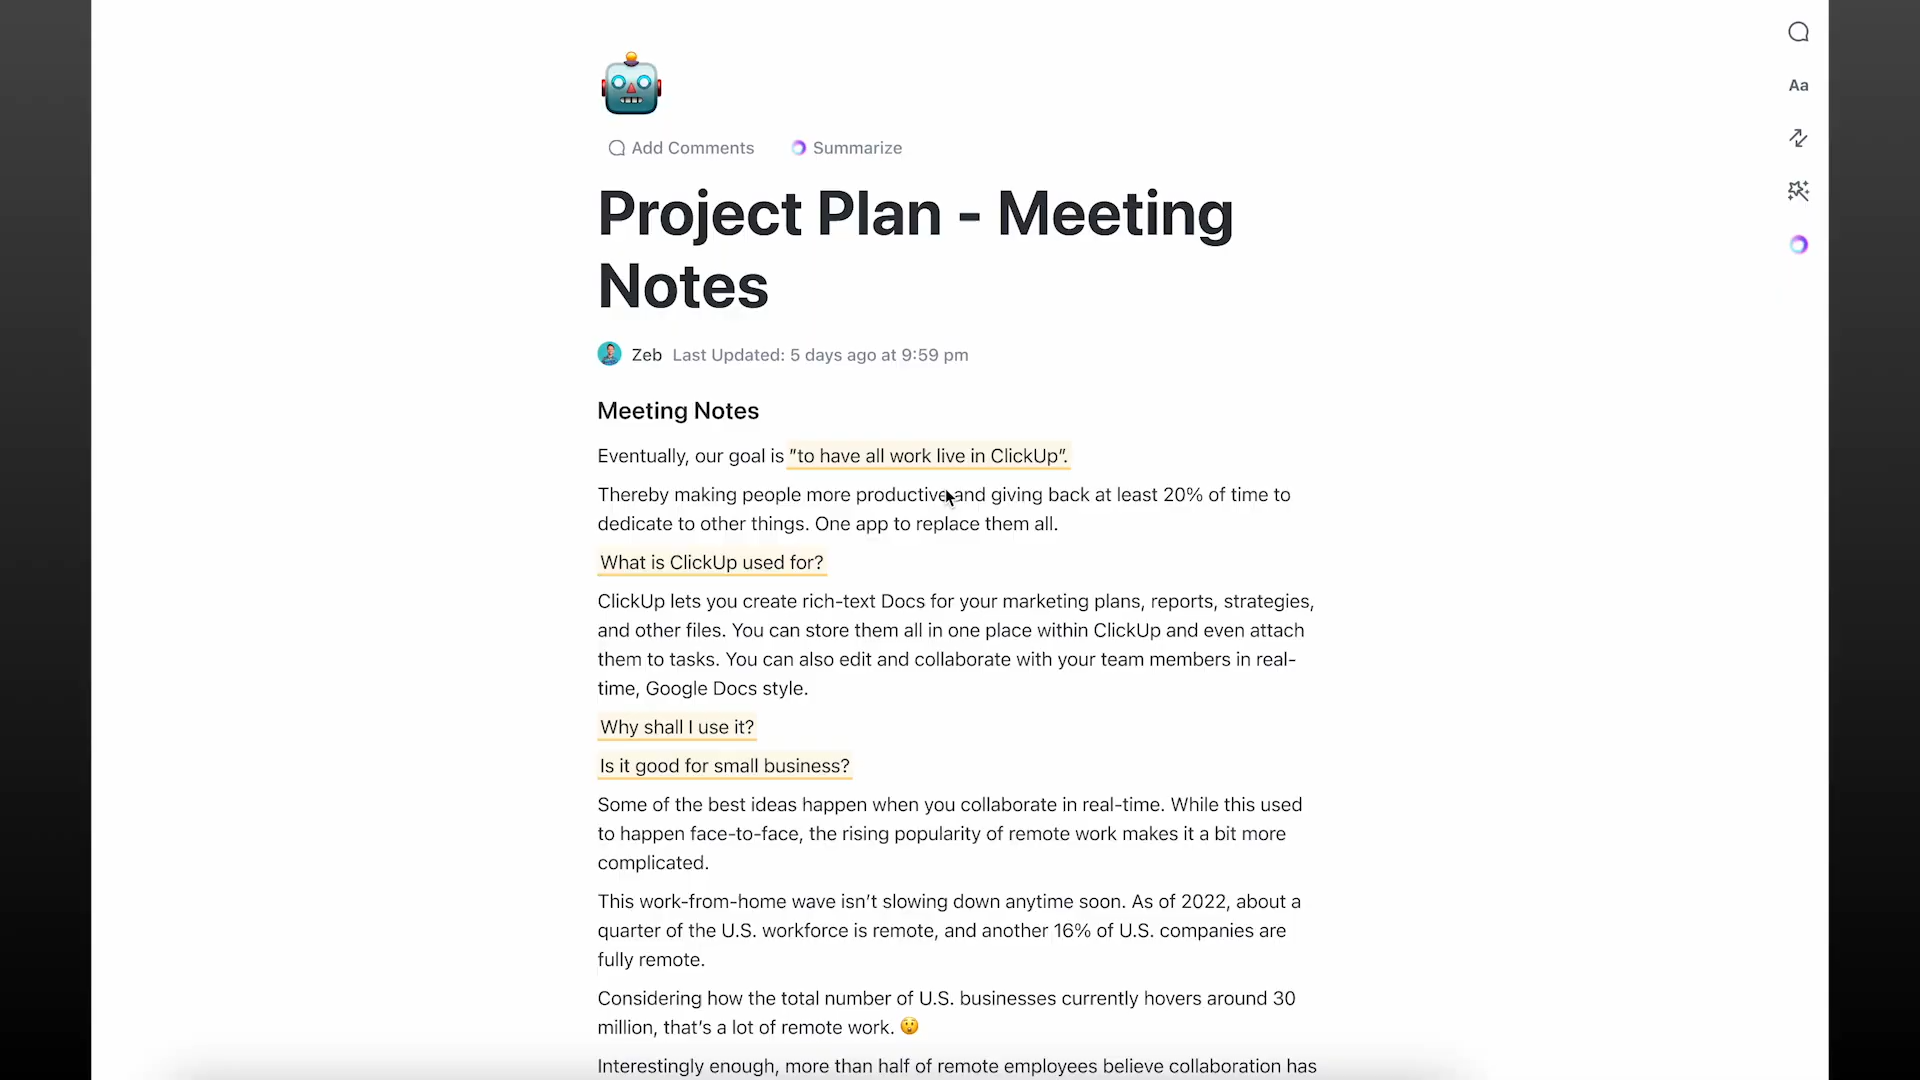 Add Comments Summarize
Aa
Project Plan - Meeting
Notes
Zeb Last Updated: 5 days ago at 9:59 pm
Meeting Notes
Eventually, our goal is "to have all work live in ClickUp".
Thereby making people more productive and giving back at least 20% of time to
dedicate to other things. One app to replace them all.
What is ClickUp used for?
ClickUp lets you create rich-text Docs for your marketing plans, reports, strategies,
and other files. You can store them all in one place within ClickUp and even attach
them to tasks. You can also edit and collaborate with your team members in real-
time, Google Docs style.
Why shall I use it?
Is it good for small business?
Some of the best ideas happen when you collaborate in real-time. While this used
to happen face-to-face, the rising popularity of remote work makes it a bit more
complicated.
This work-from-home wave isn't slowing down anytime soon. As of 2022, about a
quarter of the U.S. workforce is remote, and another 16% of U.S. companies are
fully remote.
Considering how the total number of U.S. businesses currently hovers around 30
million, that's a lot of remote work. 😲
Interestingly enough, more than half of remote employees believe collaboration has